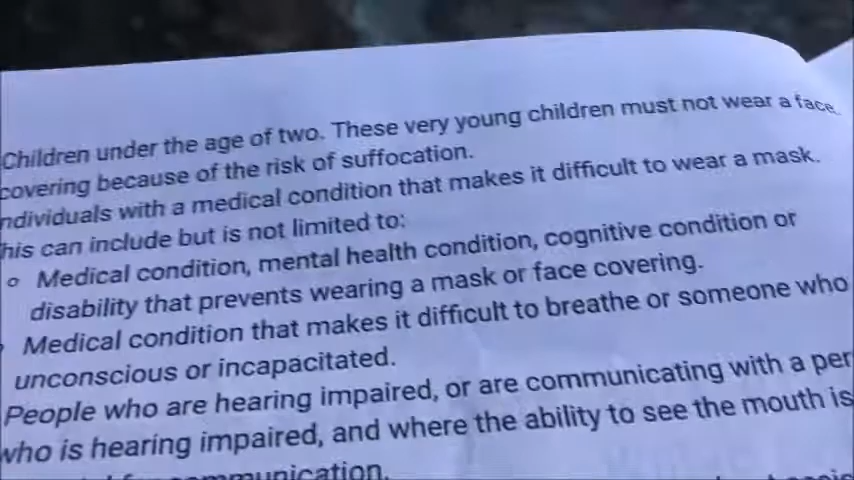 Children under the age of two. These very young children must not wear a face
covering because of the risk of suffocation.
ndividuals with a medical condition that makes it difficult to wear a mask.
his can include but is not limited to:
o Medical condition, mental health condition, cognitive condition or
disability that prevents wearing a mask or face covering.
Medical condition that makes it difficult to breathe or someone who
unconscious or incapacitated.
People who are hearing impaired, or are communicating with a per
who is hearing impaired, and where the ability to see the mouth is
communication.